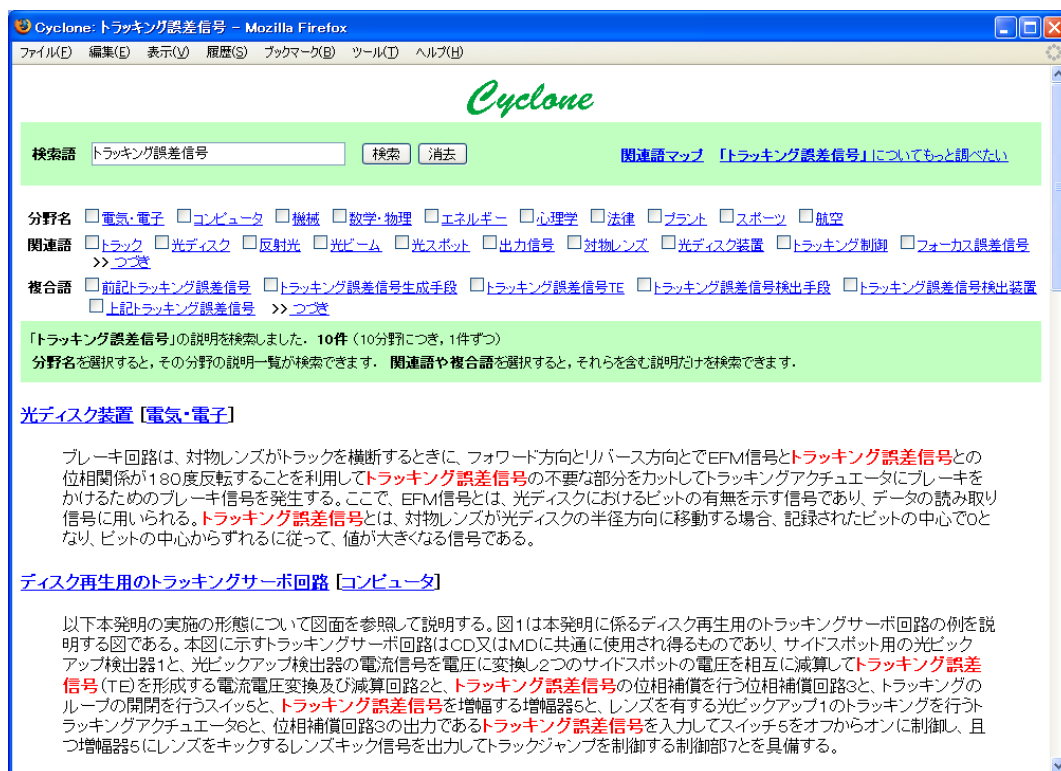 Cyclone: トラッキング誤差信号 - Mozilla Firefox
ファイル(F) 編集(E) 表示(V) 履歴(S) ブックマーク(B) ツール(T) ヘルプ(H)
Cyclone
検索語 トラッキング誤差信号 検索 消去 関連語マップ 「トラッキング誤差信号」についてもっと調べたい
分野名 電気・電子 コンピュータ 機械 数学・物理 エネルギー 心理学 法律 プラント スポーツ 航空
関連語 トラック 光ディスク 反射光 光ビーム 光スポット 出力信号 対物レンズ 光ディスク装置 トラッキング制御 フォーカス誤差信号
>> つづき
複合語 前記トラッキング誤差信号 トラッキング誤差信号生成手段 トラッキング誤差信号TE トラッキング誤差信号検出手段 トラッキング誤差信号検出装置
上記トラッキング誤差信号 >> つづき
「トラッキング誤差信号」の説明を検索しました. 10件 (10分野につき, 1件ずつ)
分野名を選択すると, その分野の説明一覧が検索できます. 関連語や複合語を選択すると, それらを含む説明だけを検索できます.
光ディスク装置 [電気・電子]
ブレーキ回路は、対物レンズがトラックを横断するときに、フォワード方向とリバース方向とでEFM信号とトラッキング誤差信号との
位相関係が180度反転することを利用してトラッキング誤差信号の不要な部分をカットしてトラッキングアクチュエータにブレーキを
かけるためのブレーキ信号を発生する。ここで、EFM信号とは、光ディスクにおけるピットの有無を示す信号であり、データの読み取り
信号に用いられる。トラッキング誤差信号とは、対物レンズが光ディスクの半径方向に移動する場合、記録されたピットの中心で0と
なり、ピットの中心からずれるに従って、値が大きくなる信号である。
ディスク再生用のトラッキングサーボ回路 [コンピュータ]
以下本発明の実施の形態について図面を参照して説明する。図1は本発明に係るディスク再生用のトラッキングサーボ回路の例を説
明する図である。本図に示すトラッキングサーボ回路はCD又はMDに共通に使用され得るものであり、サイドスポット用の光ピック
アップ検出器1と、光ピックアップ検出器の電流信号を電圧に変換し2つのサイドスポットの電圧を相互に減算してトラッキング誤差
信号(TE)を形成する電流電圧変換及び減算回路2と、トラッキング誤差信号の位相補償を行う位相補償回路3と、トラッキングの
ループの開閉を行うスイッ5と、トラッキング誤差信号を増幅する増幅器5と、レンズを有する光ピックアップ1のトラッキングを行うト
ラッキングアクチュエータ6と、位相補償回路3の出力であるトラッキング誤差信号を入力してスイッチ5をオフからオンに制御し、且
つ増幅器5にレンズをキックするレンズキック信号を出力してトラックジャンプを制御する制御部7とを具備する。